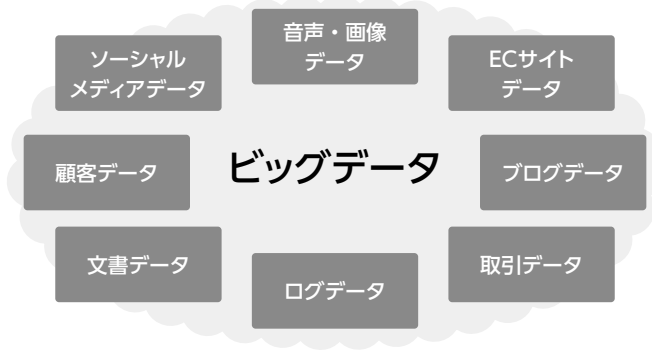 音声・画像
データ
ソーシャル
メディアデータ
ECサイト
データ
顧客データ
ビッグデータ
ブログデータ
文書データ
ログデータ
取引データ